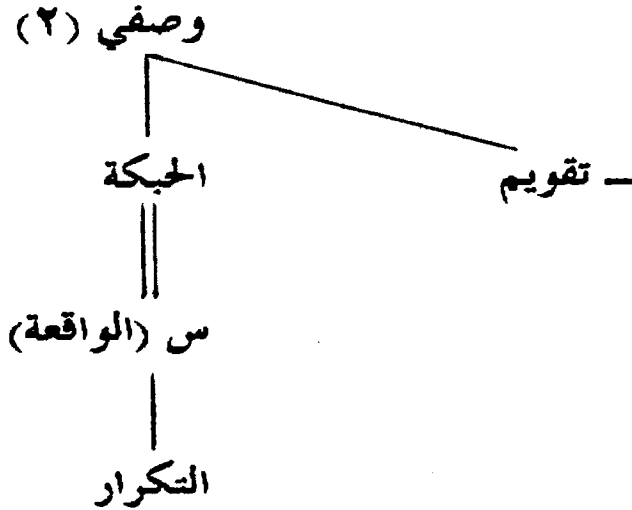 وصفي (٢)
ـ تقويم
الحبكة
س (الواقعة)
التكرار